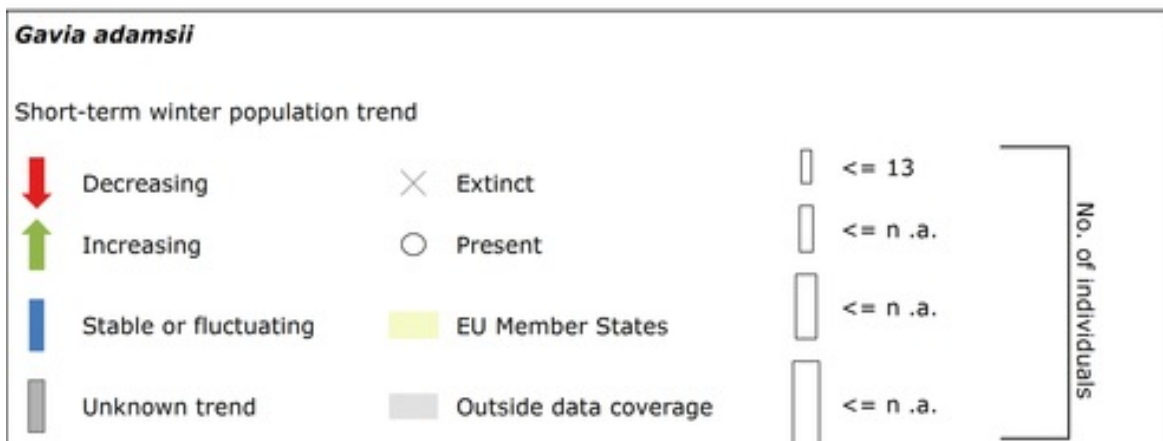 Gavia adamsii
Short-term winter population trend
Decreasing
Increasing
Stable or fluctuating
Unknown trend
Extinct
Present
EU Member States
Outside data coverage
<= 13
<= n .a.
<= n .a.
<= n .a.
No. of individuals